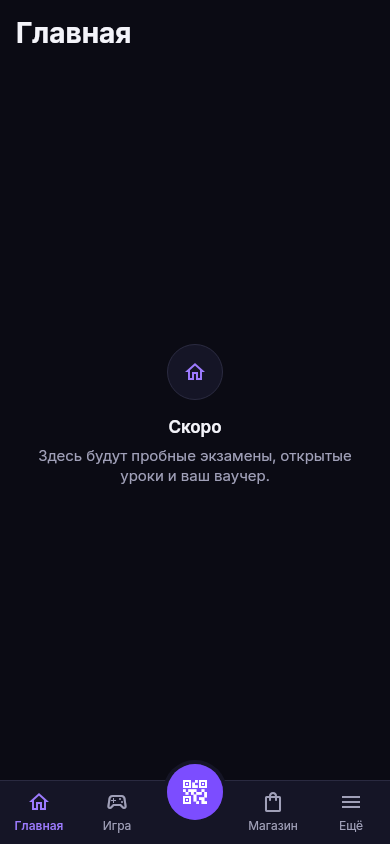 Главная
Скоро
Здесь будут пробные экзамены, открытые
уроки и ваш ваучер.
Главная
Игра
Магазин
Ещё